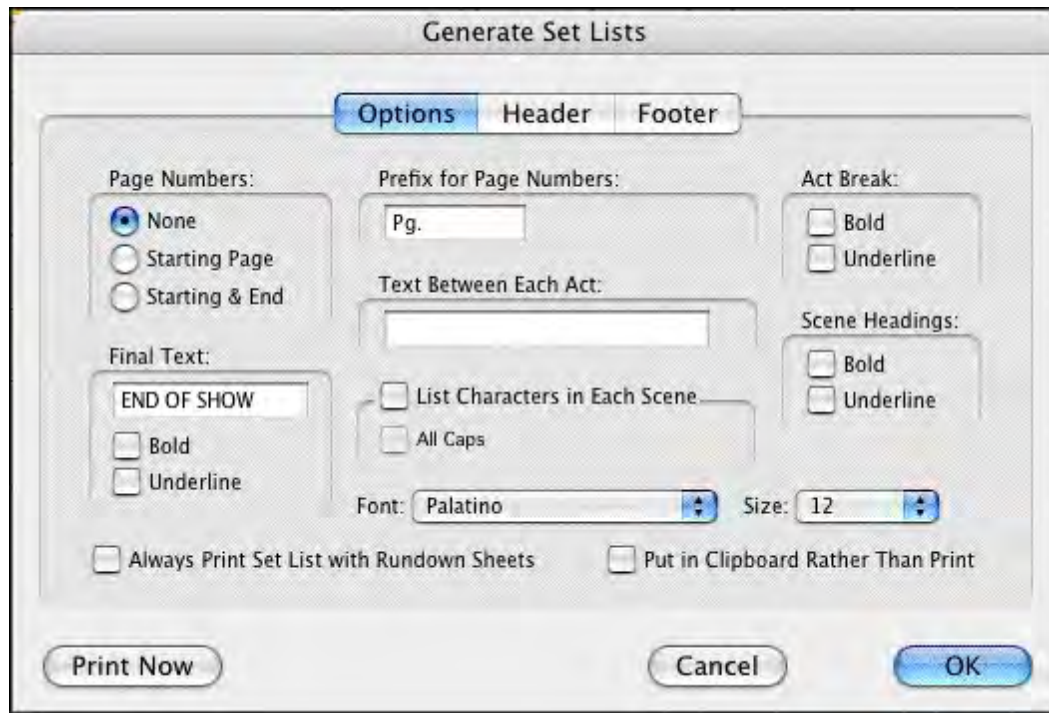 Generate Set Lists
Options Header Footer
Page Numbers:
None
Starting Page
Starting & End
Prefix for Page Numbers:
Pg.
Act Break:
Bold
Underline
Text Between Each Act:
Scene Headings:
Bold
Underline
Final Text:
END OF SHOW
Bold
Underline
List Characters in Each Scene
All Caps
Font: Palatino
Size: 12
Always Print Set List with Rundown Sheets
Put in Clipboard Rather Than Print
Print Now
Cancel
OK